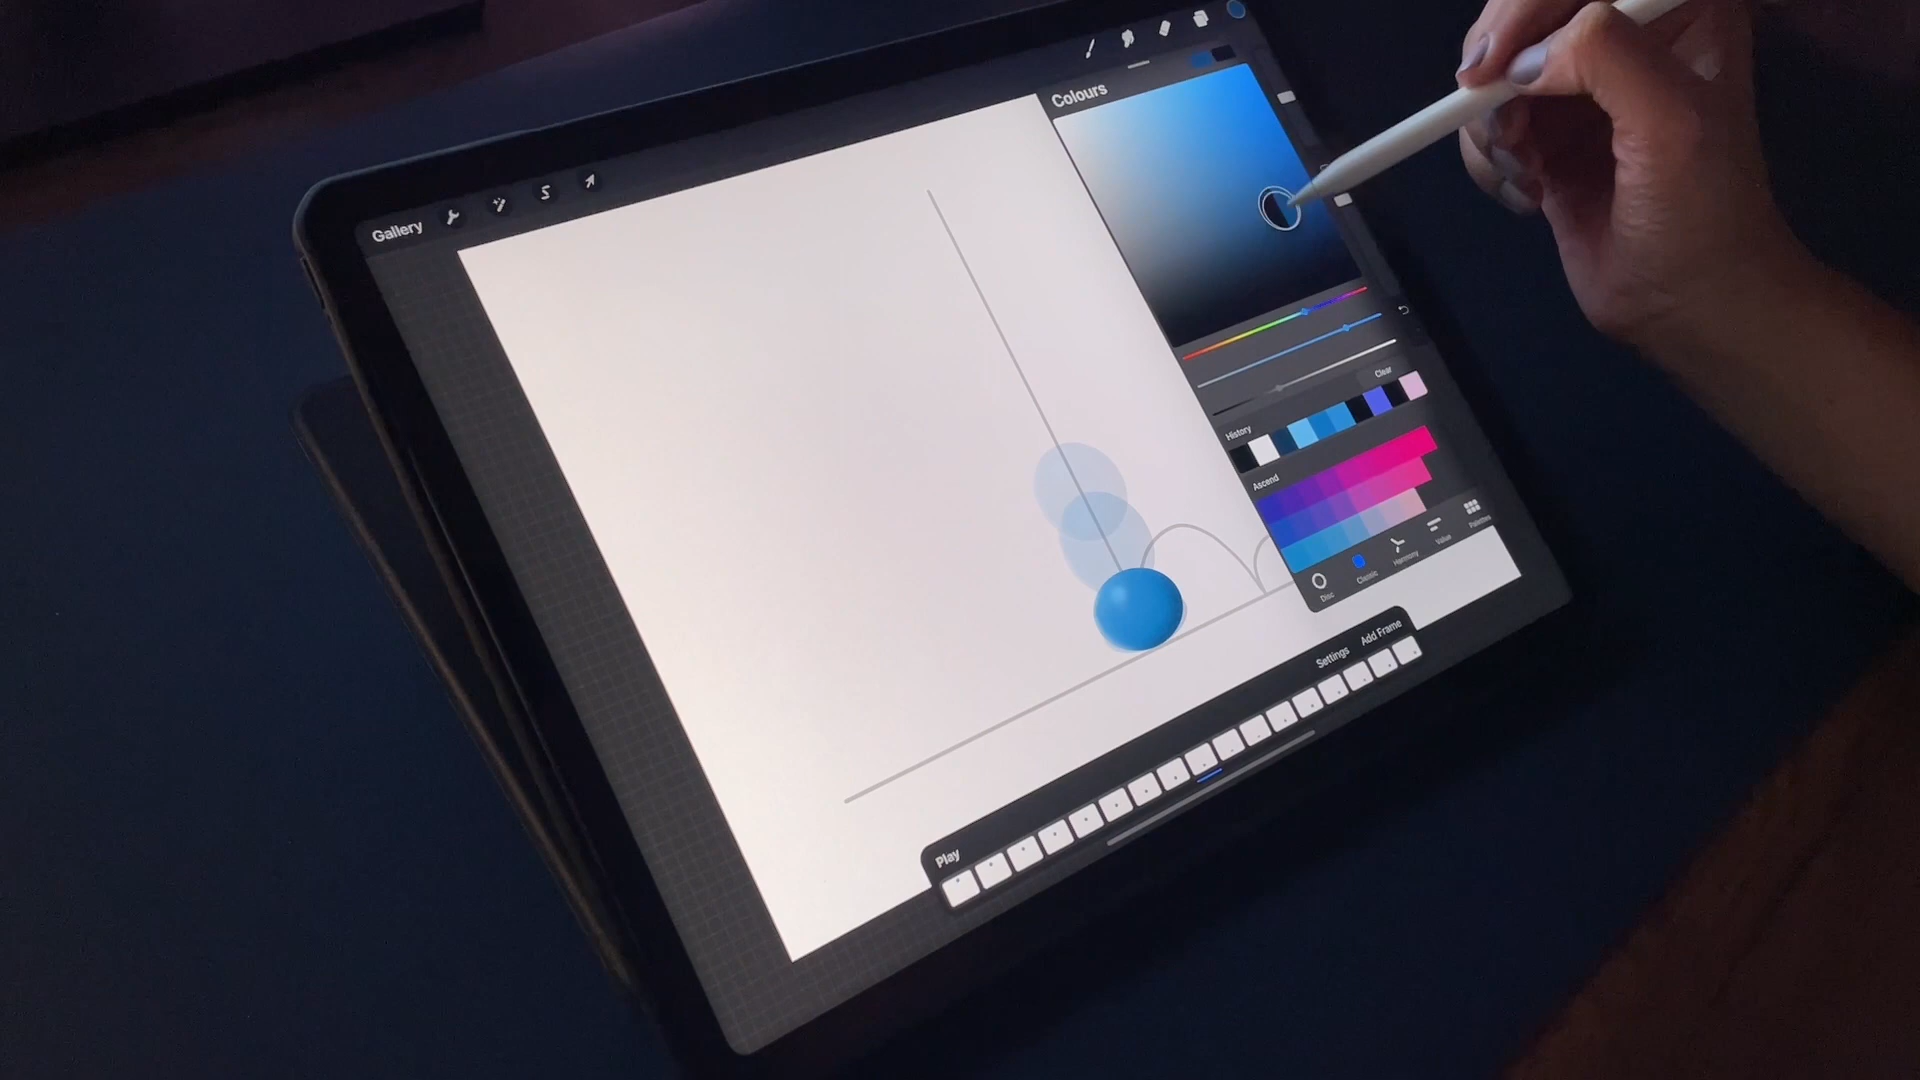 Gallery
Colours
Clear
History
Ascend
Disc
Classic
Harmony
Value
Palettes
Settings
Add Frame
Play